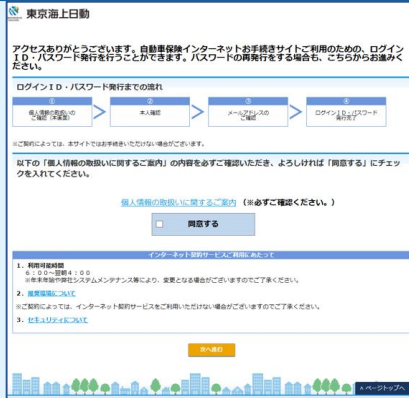 東京海上日動
アクセスありがとうございます。自動車保険インターネットお手続きサイトご利用のための、ログイン
ID・パスワード発行を行うことができます。パスワードの再発行をする場合も、こちらからお進みく
ださい。
ログインID・パスワード発行までの流れ
① ② ③ ④
個人情報の取扱いの
ご確認(本画面)
本人確認
メールアドレスの
ご確認
ログインID・パスワード
発行完了
※ご契約によっては、本サイトではお手続きいただけない場合がございます。
以下の「個人情報の取扱いに関するご案内」の内容を必ずご確認いただき、よろしければ「同意する」にチェッ
クを入れてください。
個人情報の取扱いに関するご案内 (※必ずご確認ください。)
同意する
インターネット契約サービスご利用にあたって
1.利用可能時間
6:00~翌朝4:00
※年末年始や弊社システムメンテナンス等により、変更となる場合がございますのでご了承ください。
2.推奨環境について
※ご契約によっては、インターネット契約サービスをご利用いただけない場合がございますのでご了承ください。
3.セキュリティについて
次へ進む
ページトップへ